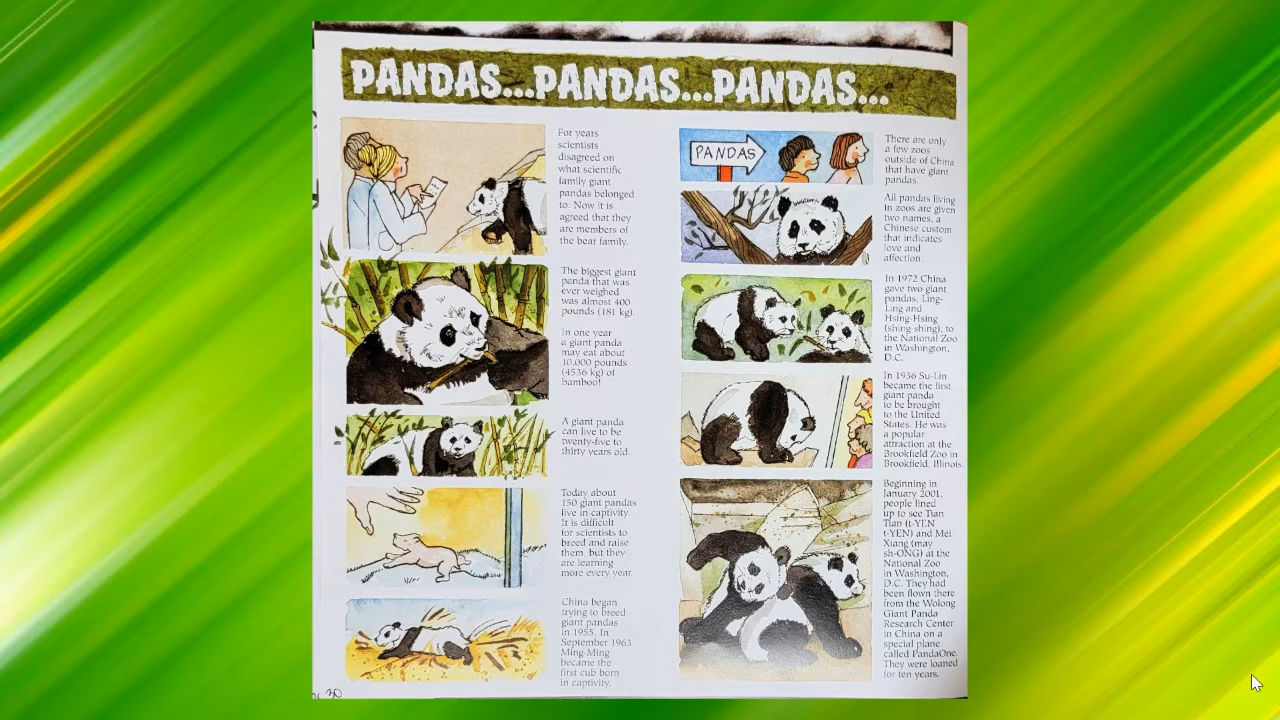 PANDAS...PANDAS...PANDAS...
For years
scientists
disagreed on
what scientific
family giant
pandas belonged
to. Now it is
agreed that they
are members of
the bear family.
The biggest giant
panda that was
ever weighed
was almost 400
pounds (181 kg).
In one year
a giant panda
may eat about
10,000 pounds
(4536 kg) of
bamboo!
A giant panda
can live to be
twenty-five to
thirty years old.
Today about
150 giant pandas
live in captivity.
It is difficult
for scientists to
breed and raise
them, but they
are learning
more every year.
China began
trying to breed
giant pandas
in 1955. In
September 1963
Ming-Ming
became the
first cub born
in captivity.
PANDAS
There are only
a few zoos
outside of China
that have giant
pandas.
All pandas living
in zoos are given
two names, a
Chinese custom
that indicates
love and
affection.
In 1972 China
gave two giant
pandas, Ling-
Ling and
Hsing-Hsing
(shing-shing), to
the National Zoo
in Washington,
D.C.
In 1936 Su-Lin
became the first
giant panda
to be brought
to the United
States. He was
a popular
attraction at the
Brookfield Zoo in
Brookfield, Illinois.
Beginning in
January 2001,
people lined
up to see Tian
Tian (t-YEN
t-YEN) and Mei
Xiang (may
sh-ONG) at the
National Zoo
in Washington,
D.C. They had
been flown there
from the Wolong
Giant Panda
Research Center
in China on a
special plane
called PandaOne.
They were loaned
for ten years.
30